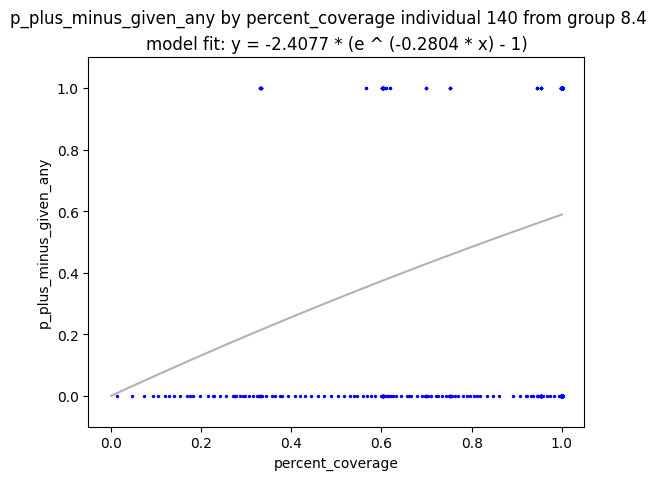 p_plus_minus_given_any by percent_coverage individual 140 from group 8.4
model fit: y = -2.4077 * (e ^ (-0.2804 * x) - 1)
1.0
0.8
0.6
0.4
0.2
0.0
p_plus_minus_given_any
0.0 0.2 0.4 0.6 0.8 1.0
percent_coverage